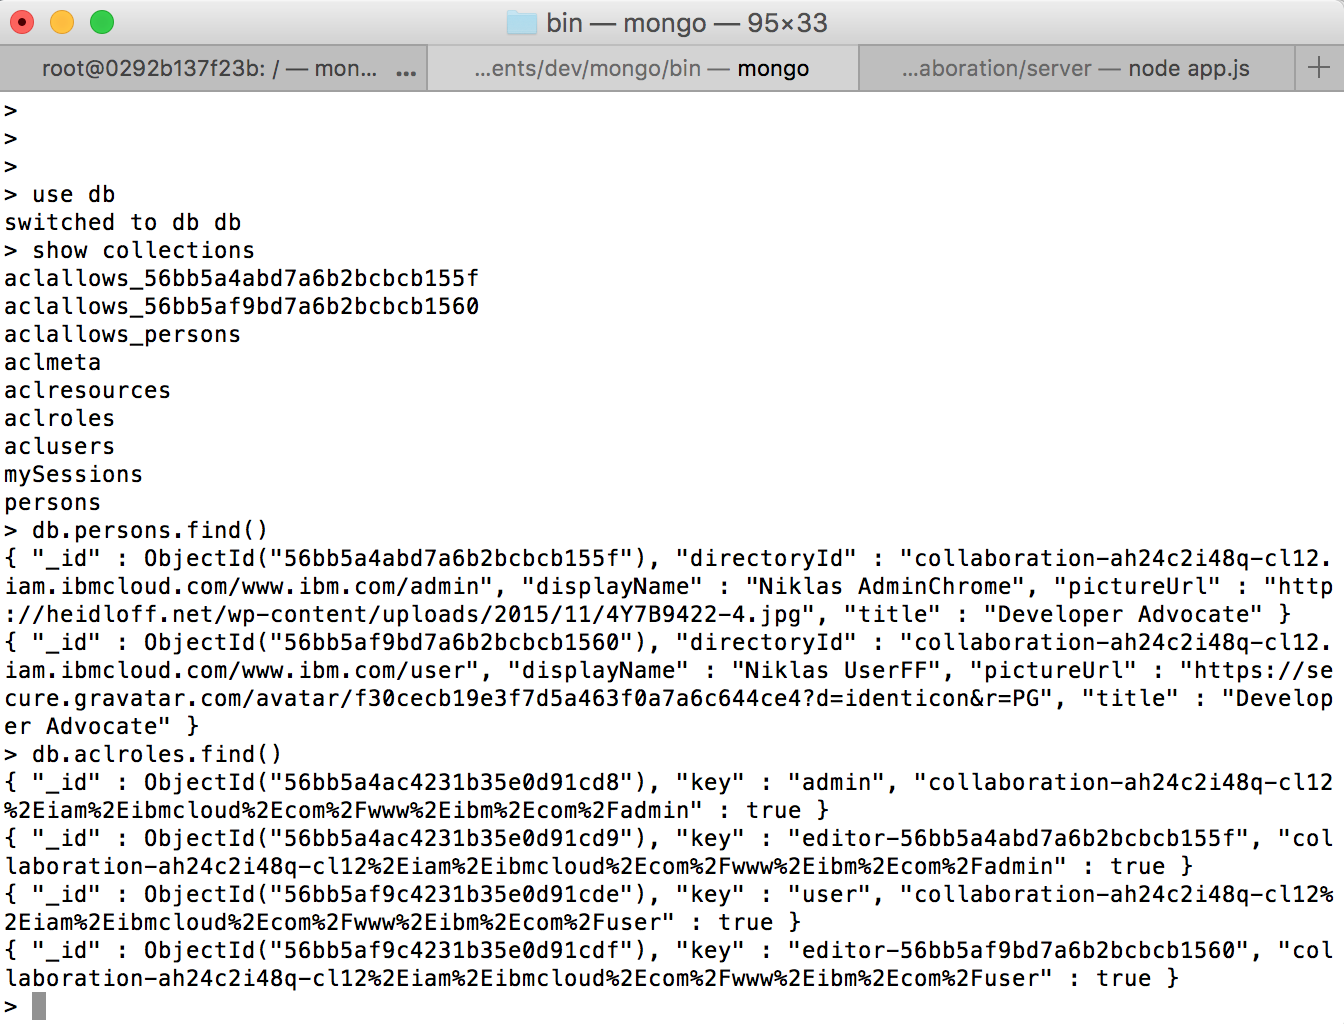 bin — mongo — 95×33
root@0292b137f23b: / — mon... ...
...ents/dev/mongo/bin — mongo
...aboration/server — node app.js
+
>
>
>
> use db
switched to db db
> show collections
aclallows_56bb5a4abd7a6b2bcbcb155f
aclallows_56bb5af9bd7a6b2bcbcb1560
aclallows_persons
aclmeta
aclresources
aclroles
aclusers
mySessions
persons
> db.persons.find()
{ "_id" : ObjectId("56bb5a4abd7a6b2bcbcb155f"), "directoryId" : "collaboration-ah24c2i48q-cl12.
iam.ibmcloud.com/www.ibm.com/admin", "displayName" : "Niklas AdminChrome", "pictureUrl" : "http
://heidloff.net/wp-content/uploads/2015/11/4Y7B9422-4.jpg", "title" : "Developer Advocate" }
{ "_id" : ObjectId("56bb5af9bd7a6b2bcbcb1560"), "directoryId" : "collaboration-ah24c2i48q-cl12.
iam.ibmcloud.com/www.ibm.com/user", "displayName" : "Niklas UserFF", "pictureUrl" : "https://se
cure.gravatar.com/avatar/f30cecb19e3f7d5a463f0a7a6c644ce4?d=identicon&r=PG", "title" : "Develop
er Advocate" }
> db.aclroles.find()
{ "_id" : ObjectId("56bb5a4ac4231b35e0d91cd8"), "key" : "admin", "collaboration-ah24c2i48q-cl12
%2Eiam%2Eibmcloud%2Ecom%2Fwww%2Eibm%2Ecom%2Fadmin" : true }
{ "_id" : ObjectId("56bb5a4ac4231b35e0d91cd9"), "key" : "editor-56bb5a4abd7a6b2bcbcb155f", "col
laboration-ah24c2i48q-cl12%2Eiam%2Eibmcloud%2Ecom%2Fwww%2Eibm%2Ecom%2Fadmin" : true }
{ "_id" : ObjectId("56bb5af9c4231b35e0d91cde"), "key" : "user", "collaboration-ah24c2i48q-cl12%
2Eiam%2Eibmcloud%2Ecom%2Fwww%2Eibm%2Ecom%2Fuser" : true }
{ "_id" : ObjectId("56bb5af9c4231b35e0d91cdf"), "key" : "editor-56bb5af9bd7a6b2bcbcb1560", "col
laboration-ah24c2i48q-cl12%2Eiam%2Eibmcloud%2Ecom%2Fwww%2Eibm%2Ecom%2Fuser" : true }
>